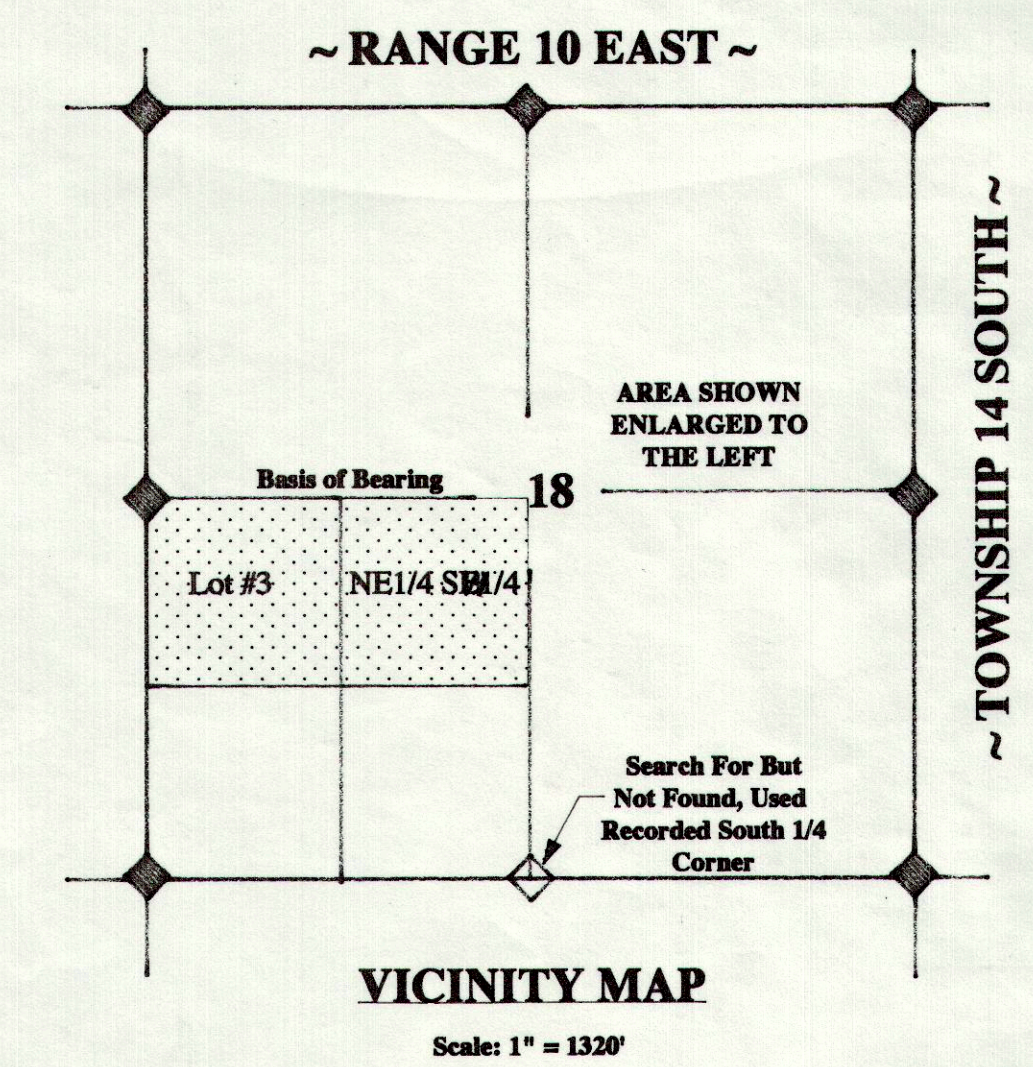 ~ RANGE 10 EAST ~
~ TOWNSHIP 14 SOUTH ~
AREA SHOWN
ENLARGED TO
THE LEFT
Basis of Bearing
18
Lot #3
NE1/4
Search For But
Not Found, Used
Recorded South 1/4
Corner
VICINITY MAP
Scale: 1" = 1320'